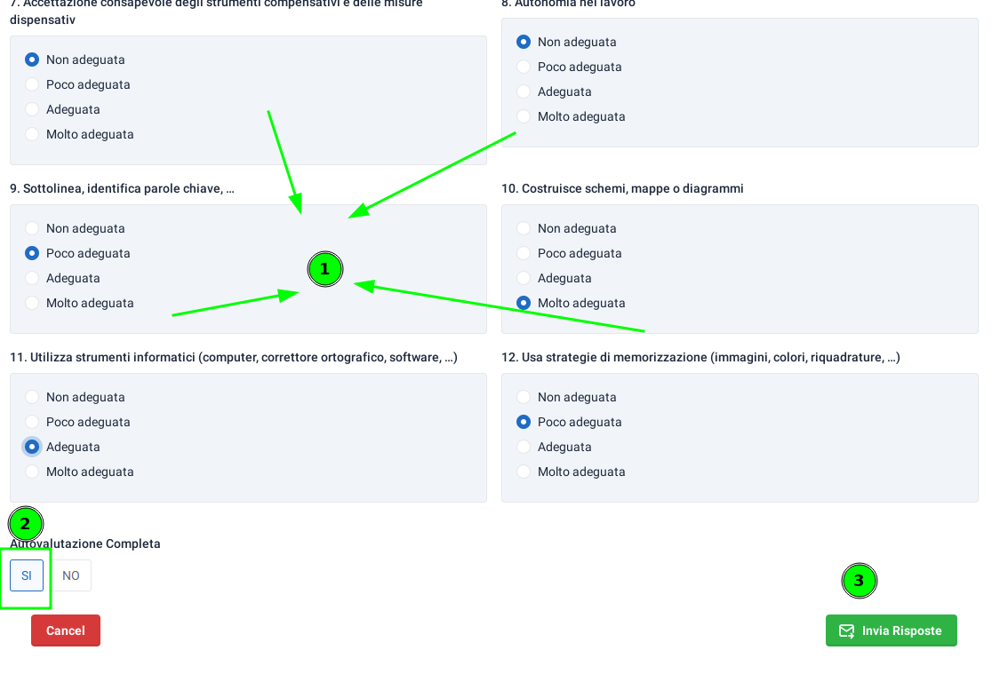 7. Accettazione consapevole degli strumenti compensativi e delle misure
dispensativ
Non adeguata
Poco adeguata
Adeguata
Molto adeguata
8. Autonomia nel lavoro
Non adeguata
Poco adeguata
Adeguata
Molto adeguata
9. Sottolinea, identifica parole chiave, ...
Non adeguata
Poco adeguata
Adeguata
Molto adeguata
1
10. Costruisce schemi, mappe o diagrammi
Non adeguata
Poco adeguata
Adeguata
Molto adeguata
11. Utilizza strumenti informatici (computer, correttore ortografico, software, ...)
Non adeguata
Poco adeguata
Adeguata
Molto adeguata
12. Usa strategie di memorizzazione (immagini, colori, riquadrature, ...)
Non adeguata
Poco adeguata
Adeguata
Molto adeguata
2
Autovalutazione Completa
SI NO
3
Cancel
Invia Risposte